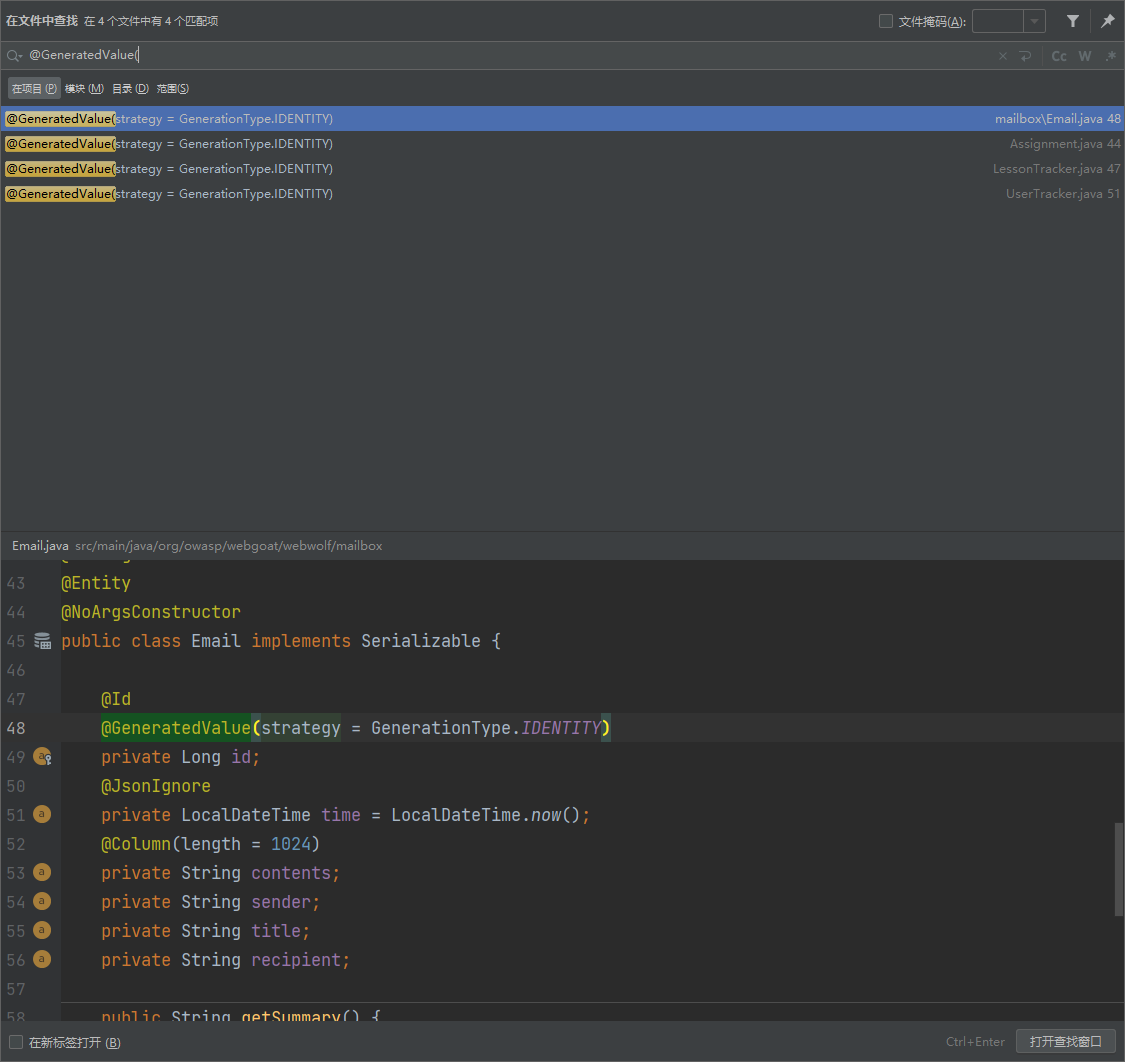 在文件中查找 在 4 个文件中有 4 个匹配项 文件掩码(A):
@GeneratedValue( Cc W .*
在项目 (P) 模块 (M) 目录 (D) 范围(S)
@GeneratedValue(strategy = GenerationType.IDENTITY) mailbox\Email.java 48
@GeneratedValue(strategy = GenerationType.IDENTITY) Assignment.java 44
@GeneratedValue(strategy = GenerationType.IDENTITY) LessonTracker.java 47
@GeneratedValue(strategy = GenerationType.IDENTITY) UserTracker.java 51
Email.java src/main/java/org/owasp/webgoat/webwolf/mailbox
43 @Entity
44 @NoArgsConstructor
45 public class Email implements Serializable {
46
47 @Id
48 @GeneratedValue(strategy = GenerationType.IDENTITY)
49 private Long id;
50 @JsonIgnore
51 private LocalDateTime time = LocalDateTime.now();
52 @Column(length = 1024)
53 private String contents;
54 private String sender;
55 private String title;
56 private String recipient;
57
58 public String getSummary() {
在新标签打开 (B) Ctrl+Enter 打开查找窗口